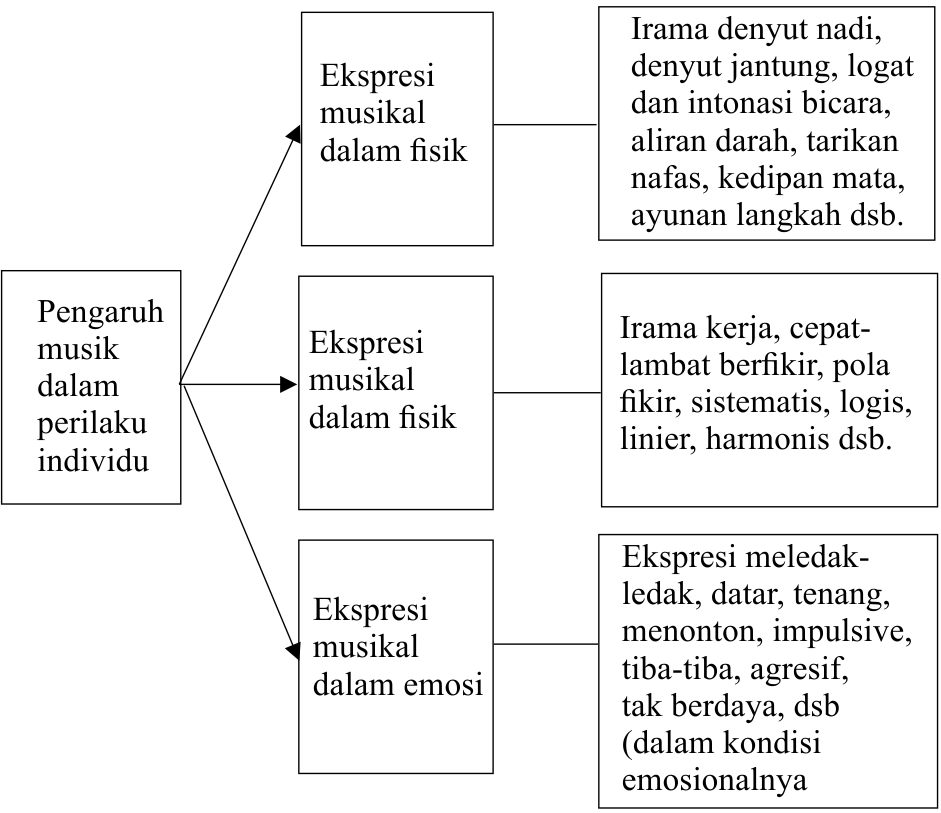 Pengaruh
musik
dalam
perilaku
individu
Ekspresi
musikal
dalam fisik
Irama denyut nadi,
denyut jantung, logat
dan intonasi bicara,
aliran darah, tarikan
nafas, kedipan mata,
ayunan langkah dsb.
Ekspresi
musikal
dalam fisik
Irama kerja, cepat-
lambat berfikir, pola
fikir, sistematis, logis,
linier, harmonis dsb.
Ekspresi
musikal
dalam emosi
Ekspresi meledak-
ledak, datar, tenang,
menonton, impulsive,
tiba-tiba, agresif,
tak berdaya, dsb
(dalam kondisi
emosionalnya